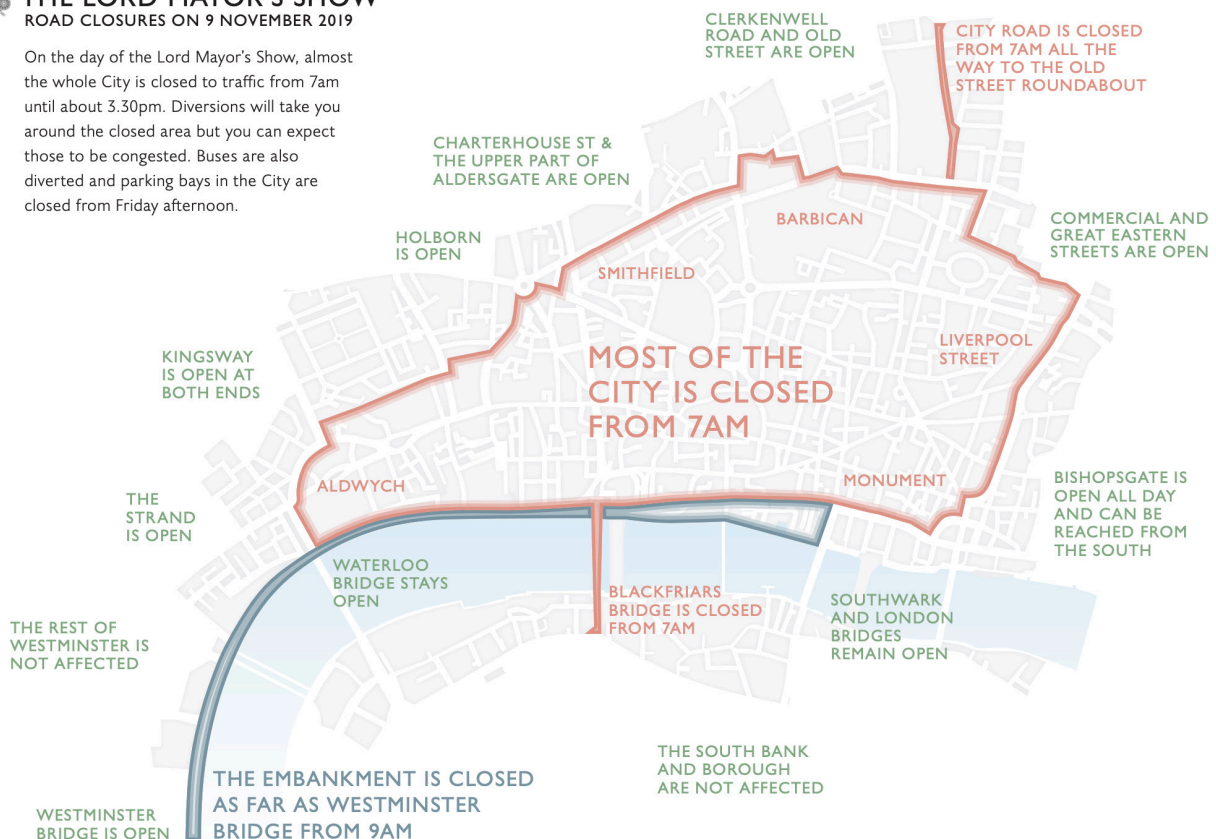 THE LORD MAYOR'S SHOW
ROAD CLOSURES ON 9 NOVEMBER 2019
On the day of the Lord Mayor's Show, almost
the whole City is closed to traffic from 7am
until about 3.30pm. Diversions will take you
around the closed area but you can expect
those to be congested. Buses are also
diverted and parking bays in the City are
closed from Friday afternoon.
CLERKENWELL
ROAD AND OLD
STREET ARE OPEN
CITY ROAD IS CLOSED
FROM 7AM ALL THE
WAY TO THE OLD
STREET ROUNDABOUT
CHARTERHOUSE ST &
THE UPPER PART OF
ALDERSGATE ARE OPEN
BARBICAN
COMMERCIAL AND
GREAT EASTERN
STREETS ARE OPEN
HOLBORN
IS OPEN
SMITHFIELD
LIVERPOOL
STREET
KINGSWAY
IS OPEN AT
BOTH ENDS
MOST OF THE
CITY IS CLOSED
FROM 7AM
ALDWYCH
MONUMENT
BISHOPSGATE IS
OPEN ALL DAY
AND CAN BE
REACHED FROM
THE SOUTH
THE
STRAND
IS OPEN
WATERLOO
BRIDGE STAYS
OPEN
BLACKFRIARS
BRIDGE IS CLOSED
FROM 7AM
SOUTHWARK
AND LONDON
BRIDGES
REMAIN OPEN
THE REST OF
WESTMINSTER IS
NOT AFFECTED
THE SOUTH BANK
AND BOROUGH
ARE NOT AFFECTED
THE EMBANKMENT IS CLOSED
AS FAR AS WESTMINSTER
BRIDGE FROM 9AM
WESTMINSTER
BRIDGE IS OPEN